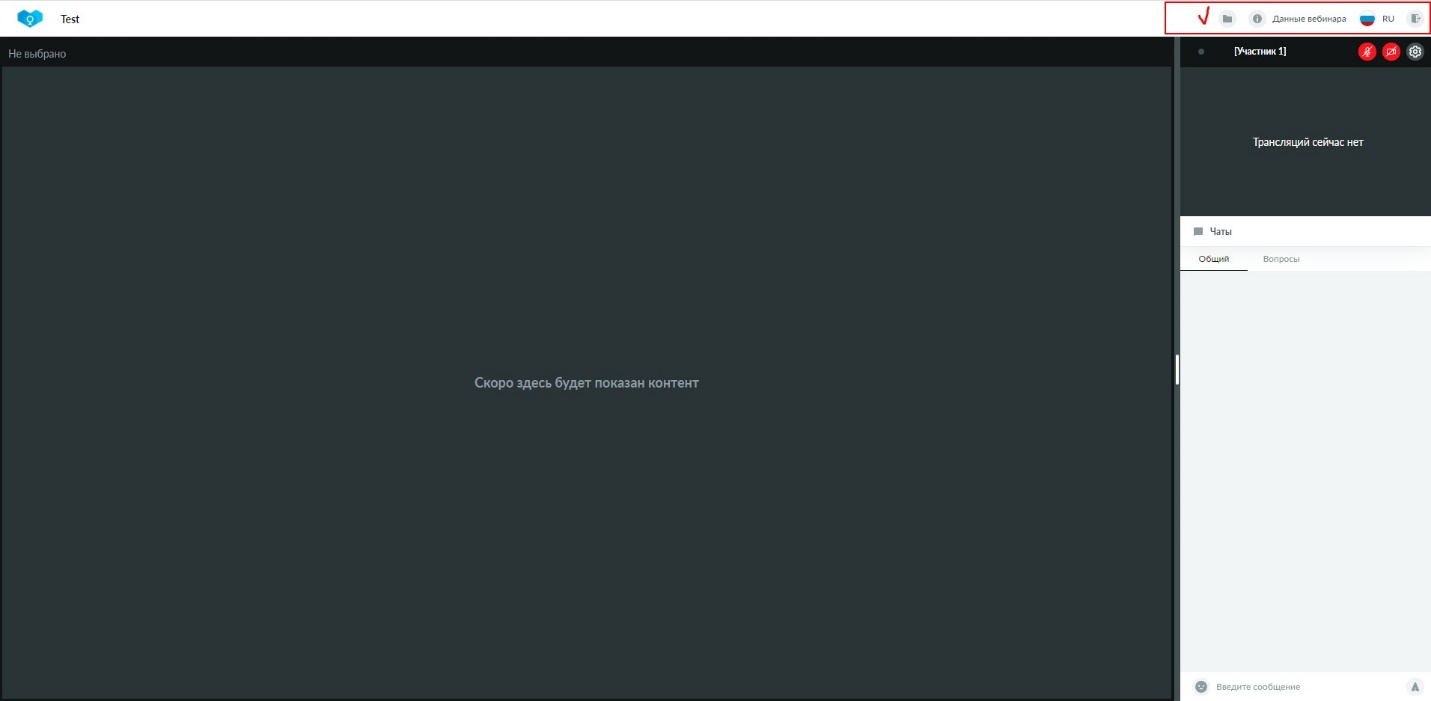 Test
Данные вебинара
RU
Не выбрано
[Участник 1]
Трансляций сейчас нет
Чаты
Общий
Вопросы
Скоро здесь будет показан контент
Введите сообщение